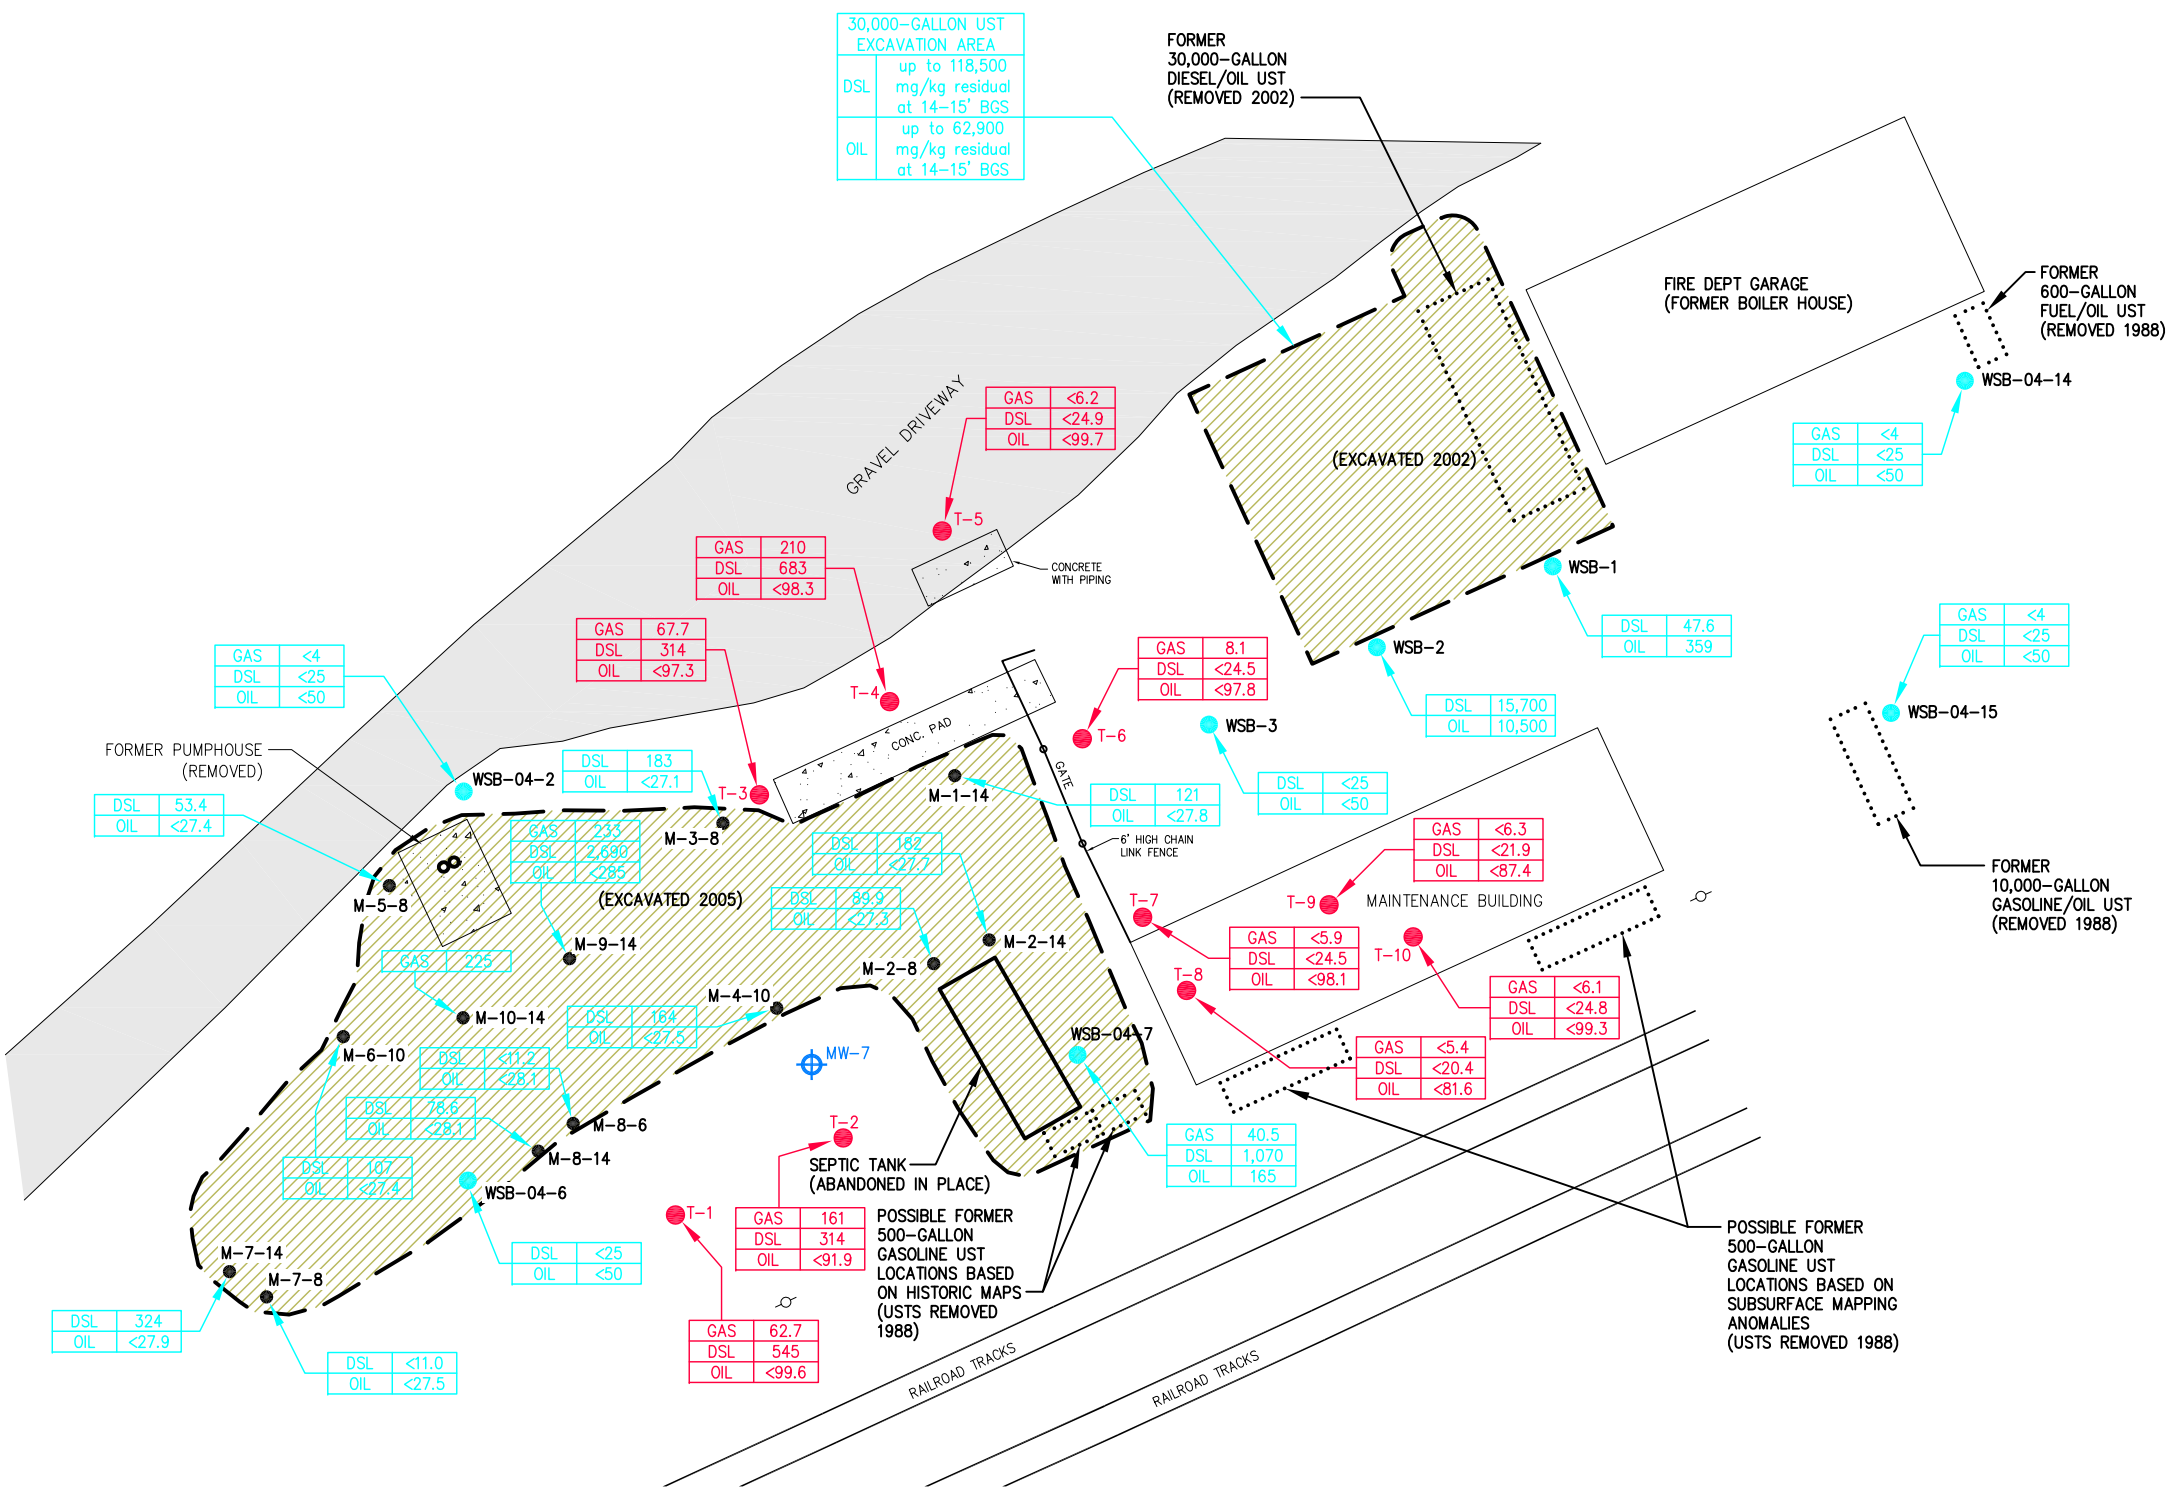 30,000-GALLON UST
EXCAVATION AREA
DSL
up to 118,500
mg/kg residual
at 14-15' BGS
OIL
up to 62,900
mg/kg residual
at 14-15' BGS
FORMER
30,000-GALLON
DIESEL/OIL UST
(REMOVED 2002)
FIRE DEPT GARAGE
(FORMER BOILER HOUSE)
FORMER
600-GALLON
FUEL/OIL UST
(REMOVED 1988)
WSB-04-14
GAS <4
DSL <25
OIL <50
GRAVEL DRIVEWAY
GAS <6.2
DSL <24.9
OIL <99.7
T-5
(EXCAVATED 2002)
CONCRETE
WITH PIPING
GAS 210
DSL 683
OIL <98.3
T-4
WSB-1
DSL 47.6
OIL 359
GAS <4
DSL <25
OIL <50
WSB-04-15
GAS 67.7
DSL 314
OIL <97.3
T-3
GAS <4
DSL <25
OIL <50
WSB-04-2
GAS 8.1
DSL <24.5
OIL <97.8
T-6
WSB-2
DSL 15,700
OIL 10,500
WSB-3
DSL <25
OIL <50
CONC. PAD
GATE
FORMER PUMPHOUSE
(REMOVED)
DSL 183
OIL <27.1
M-3-8
M-1-14
DSL 121
OIL <27.8
6' HIGH CHAIN
LINK FENCE
DSL 53.4
OIL <27.4
M-5-8
GAS 233
DSL 2,690
OIL <285
M-9-14
(EXCAVATED 2005)
DSL 182
OIL <27.7
M-2-14
DSL 89.9
OIL <27.3
M-2-8
GAS <6.3
DSL <21.9
OIL <87.4
T-9
MAINTENANCE BUILDING
T-7
GAS <5.9
DSL <24.5
OIL <98.1
T-10
GAS <6.1
DSL <24.8
OIL <99.3
T-8
GAS <5.4
DSL <20.4
OIL <81.6
FORMER
10,000-GALLON
GASOLINE/OIL UST
(REMOVED 1988)
GAS 225
M-10-14
M-4-10
DSL 164
OIL <27.5
M-6-10
DSL 107
OIL <27.4
DSL <11.2
OIL <28.1
M-8-6
DSL 78.6
OIL <28.1
M-8-14
MW-7
WSB-04-7
GAS 40.5
DSL 1,070
OIL 165
T-2
GAS 161
DSL 314
OIL <91.9
SEPTIC TANK
(ABANDONED IN PLACE)
WSB-04-6
DSL <25
OIL <50
T-1
GAS 62.7
DSL 545
OIL <99.6
POSSIBLE FORMER
500-GALLON
GASOLINE UST
LOCATIONS BASED
ON HISTORIC MAPS
(USTS REMOVED
1988)
POSSIBLE FORMER
500-GALLON
GASOLINE UST
LOCATIONS BASED ON
SUBSURFACE MAPPING
ANOMALIES
(USTS REMOVED 1988)
M-7-14
DSL 324
OIL <27.9
M-7-8
DSL <11.0
OIL <27.5
RAILROAD TRACKS
RAILROAD TRACKS